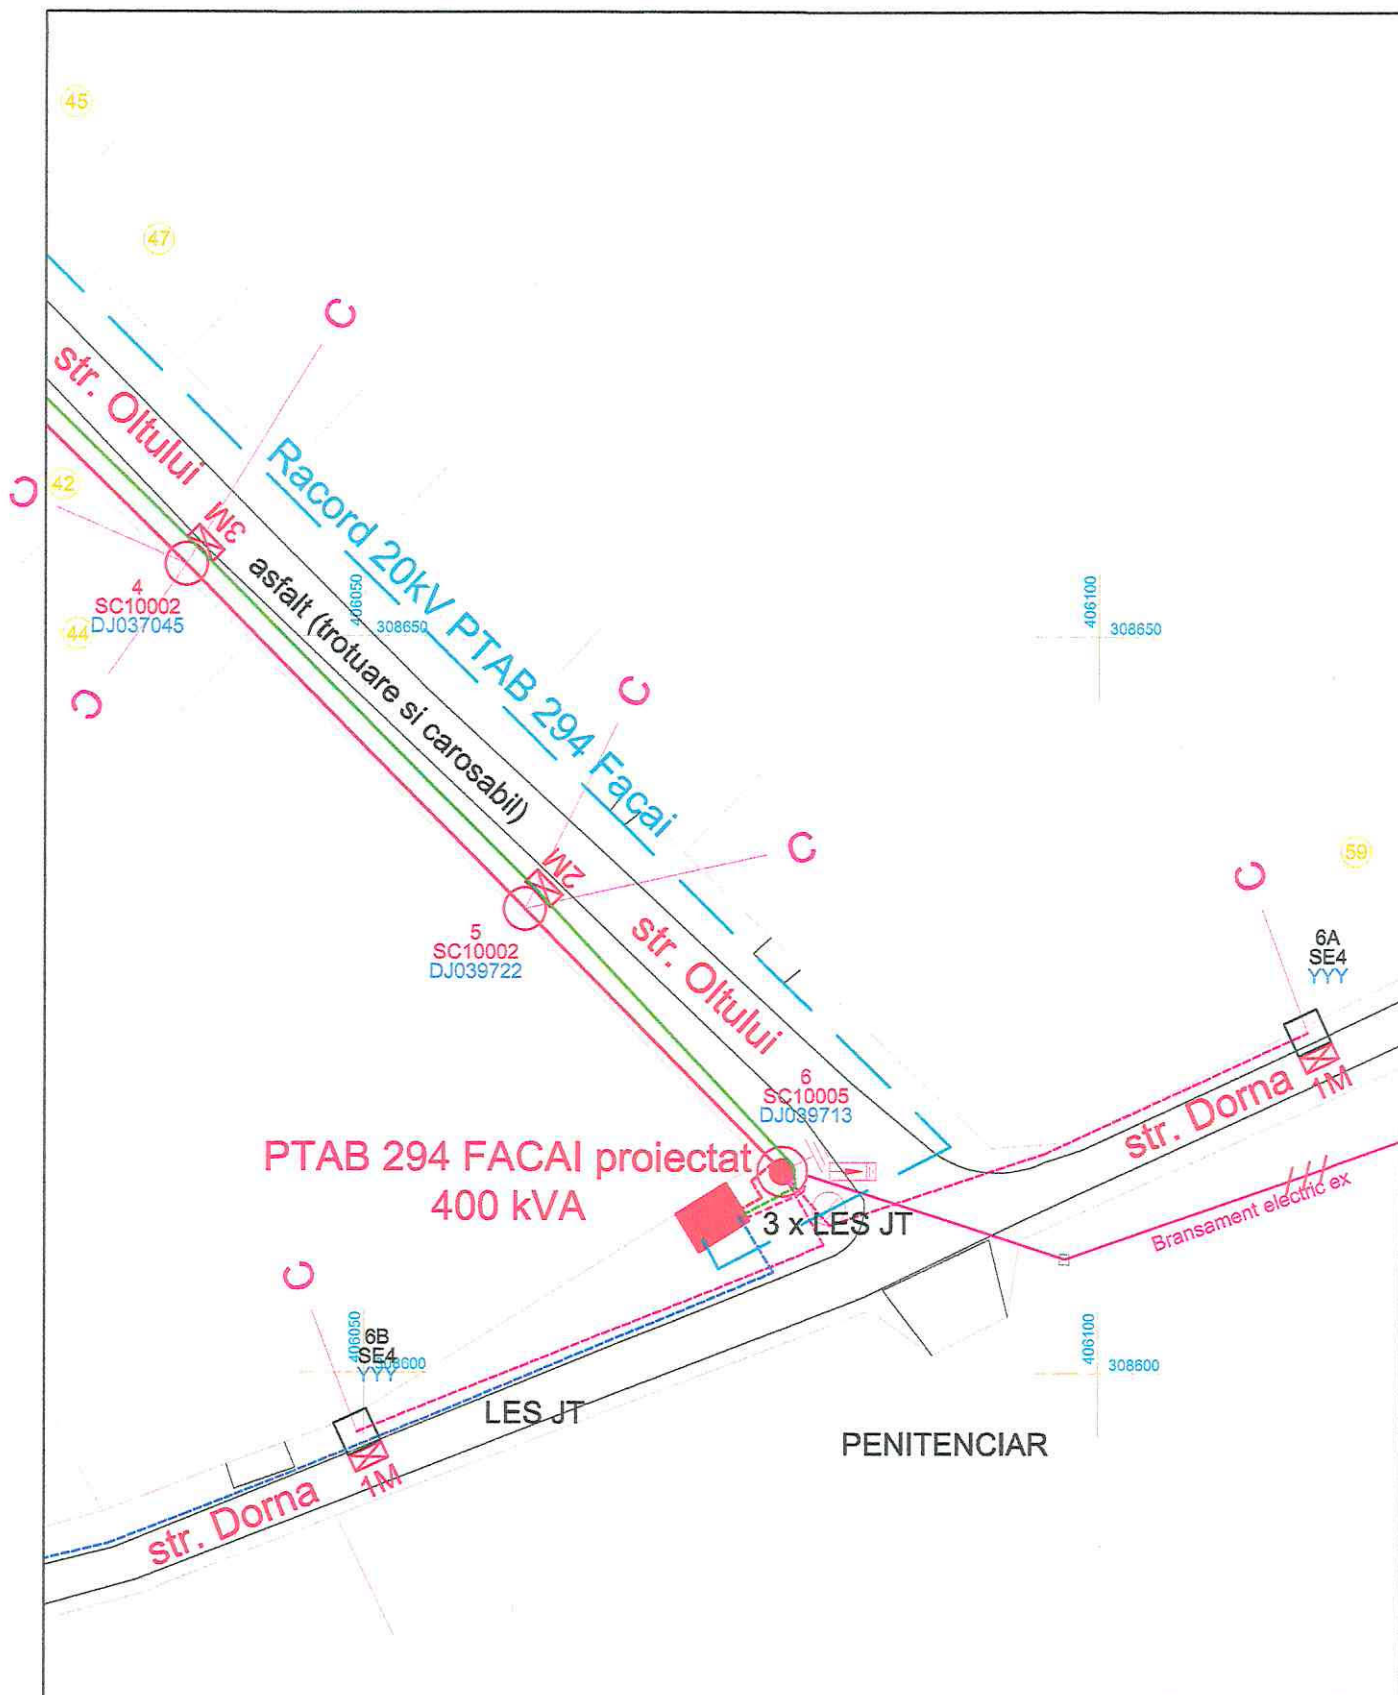 45
47
C
str. Oltului
C
42
3M
Racord 20kV PTAB 294 Facai
asfalt (trotuare si carosabil)
4
SC10002
DJ037045
44
406050
308650
406100
308650
C
C
2M
C
59
C
5
SC10002
DJ039722
str. Oltului
6A
SE4
YYY
6
SC10005
DJ039713
1M
str. Dorna
PTAB 294 FACAI proiectat
400 kVA
3 x LES JT
Bransament electric ex
C
406050
308600
6B
SE4
YYY
406100
308600
LES JT
PENITENCIAR
1M
str. Dorna